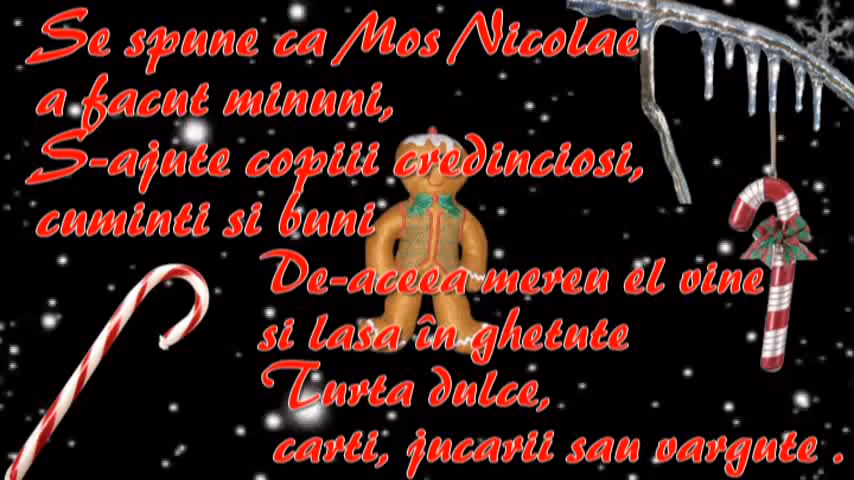 Se spune ca Mos Nicolae
a facut minuni,
S-ajute copiii credinciosi,
cuminti si buni
De-aceea mereu el vine
si lasa în ghetute
Turta dulce,
carti, jucarii sau vargute .